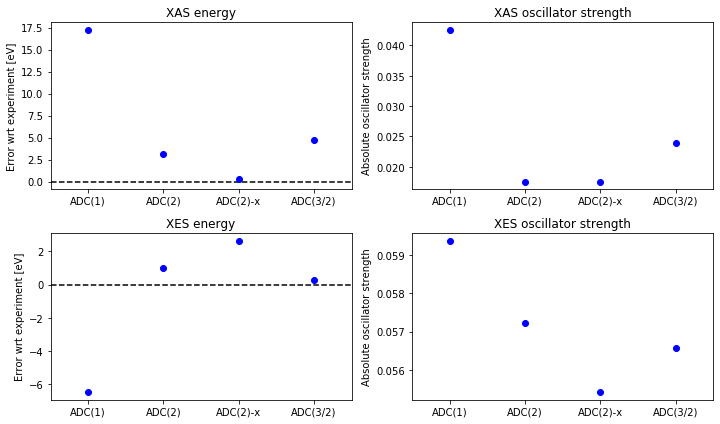 XAS energy
Error wrt experiment [eV]
17.5
15.0
12.5
10.0
7.5
5.0
2.5
0.0
ADC(1) ADC(2) ADC(2)-x ADC(3/2)
XAS oscillator strength
Absolute oscillator strength
0.040
0.035
0.030
0.025
0.020
ADC(1) ADC(2) ADC(2)-x ADC(3/2)
XES energy
Error wrt experiment [eV]
2
0
−2
−4
−6
ADC(1) ADC(2) ADC(2)-x ADC(3/2)
XES oscillator strength
Absolute oscillator strength
0.059
0.058
0.057
0.056
ADC(1) ADC(2) ADC(2)-x ADC(3/2)